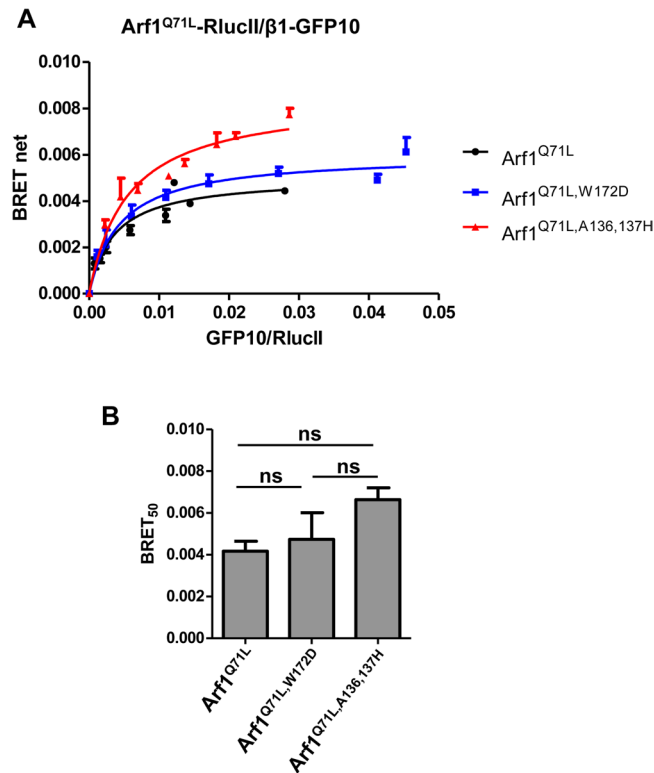 A
Arf1Q71L-RlucII/β1-GFP10
0.010
0.008
0.006
0.004
0.002
0.000
BRET net
0.00 0.01 0.02 0.03 0.04 0.05
GFP10/RlucII
Arf1Q71L
Arf1Q71L,W172D
Arf1Q71L,A136,137H
B
0.010
0.008
0.006
0.004
0.002
0.000
BRET50
ns
ns ns
Arf1Q71L
Arf1Q71L,W172D
Arf1Q71L,A136,137H